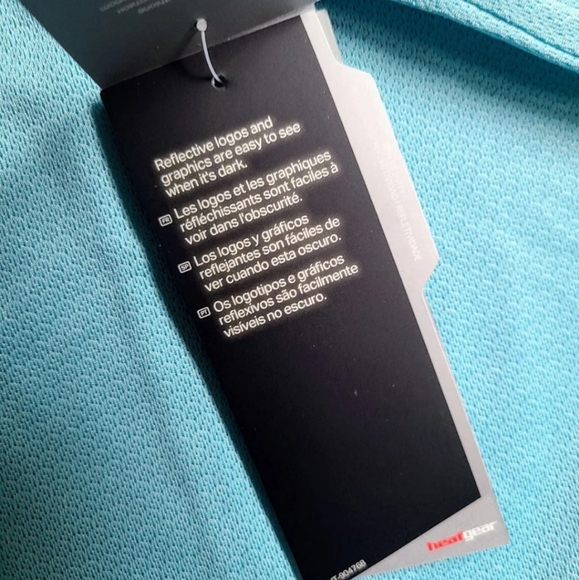 Reflective logos and
graphics are easy to see
when it's dark.
FR Les logos et les graphiques
réfléchissants sont faciles à
voir dans l'obscurité.
SP Los logos y gráficos
reflejantes son fáciles de
ver cuando esta oscuro.
PT Os logotipos e gráficos
reflexivos são facilmente
visíveis no escuro.
heatgear